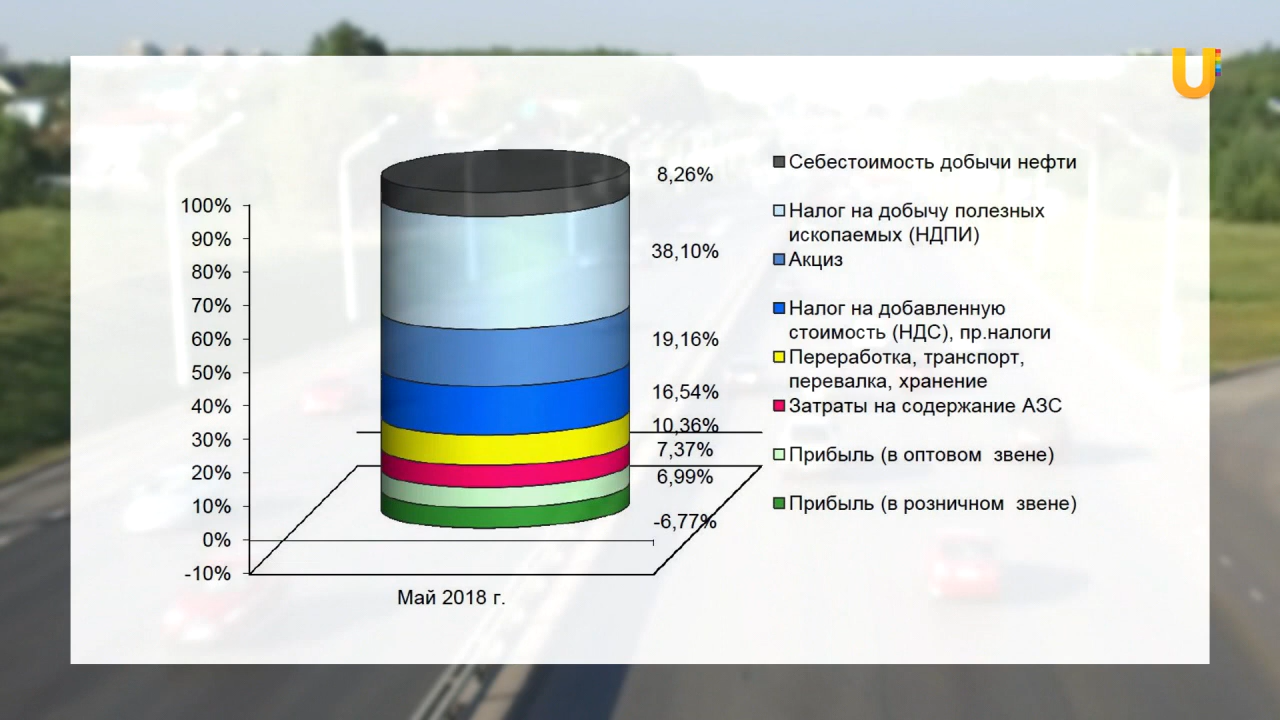 U
100%
90%
80%
70%
60%
50%
40%
30%
20%
10%
0%
-10%
Май 2018 г.
8,26%
38,10%
19,16%
16,54%
10,36%
7,37%
6,99%
-6,77%
Себестоимость добычи нефти
Налог на добычу полезных
ископаемых (НДПИ)
Акциз
Налог на добавленную
стоимость (НДС), пр.налоги
Переработка, транспорт,
перевалка, хранение
Затраты на содержание АЗС
Прибыль (в оптовом звене)
Прибыль (в розничном звене)